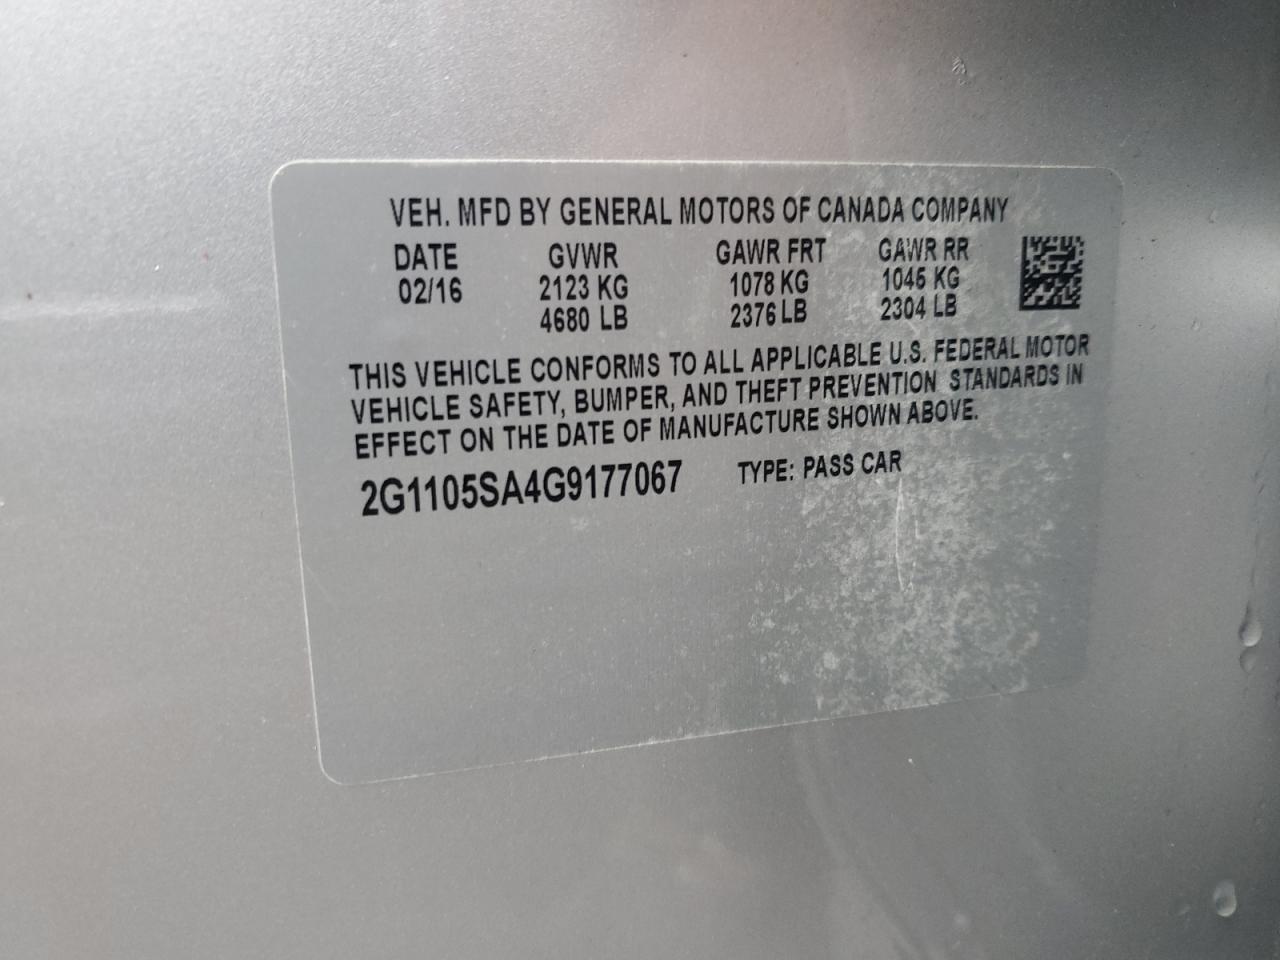 VEH. MFD BY GENERAL MOTORS OF CANADA COMPANY
DATE GVWR GAWR FRT GAWR RR
02/16 2123 KG 1078 KG 1045 KG
4680 LB 2376 LB 2304 LB
THIS VEHICLE CONFORMS TO ALL APPLICABLE U.S. FEDERAL MOTOR
VEHICLE SAFETY, BUMPER, AND THEFT PREVENTION STANDARDS IN
EFFECT ON THE DATE OF MANUFACTURE SHOWN ABOVE.
2G1105SA4G9177067 TYPE: PASS CAR